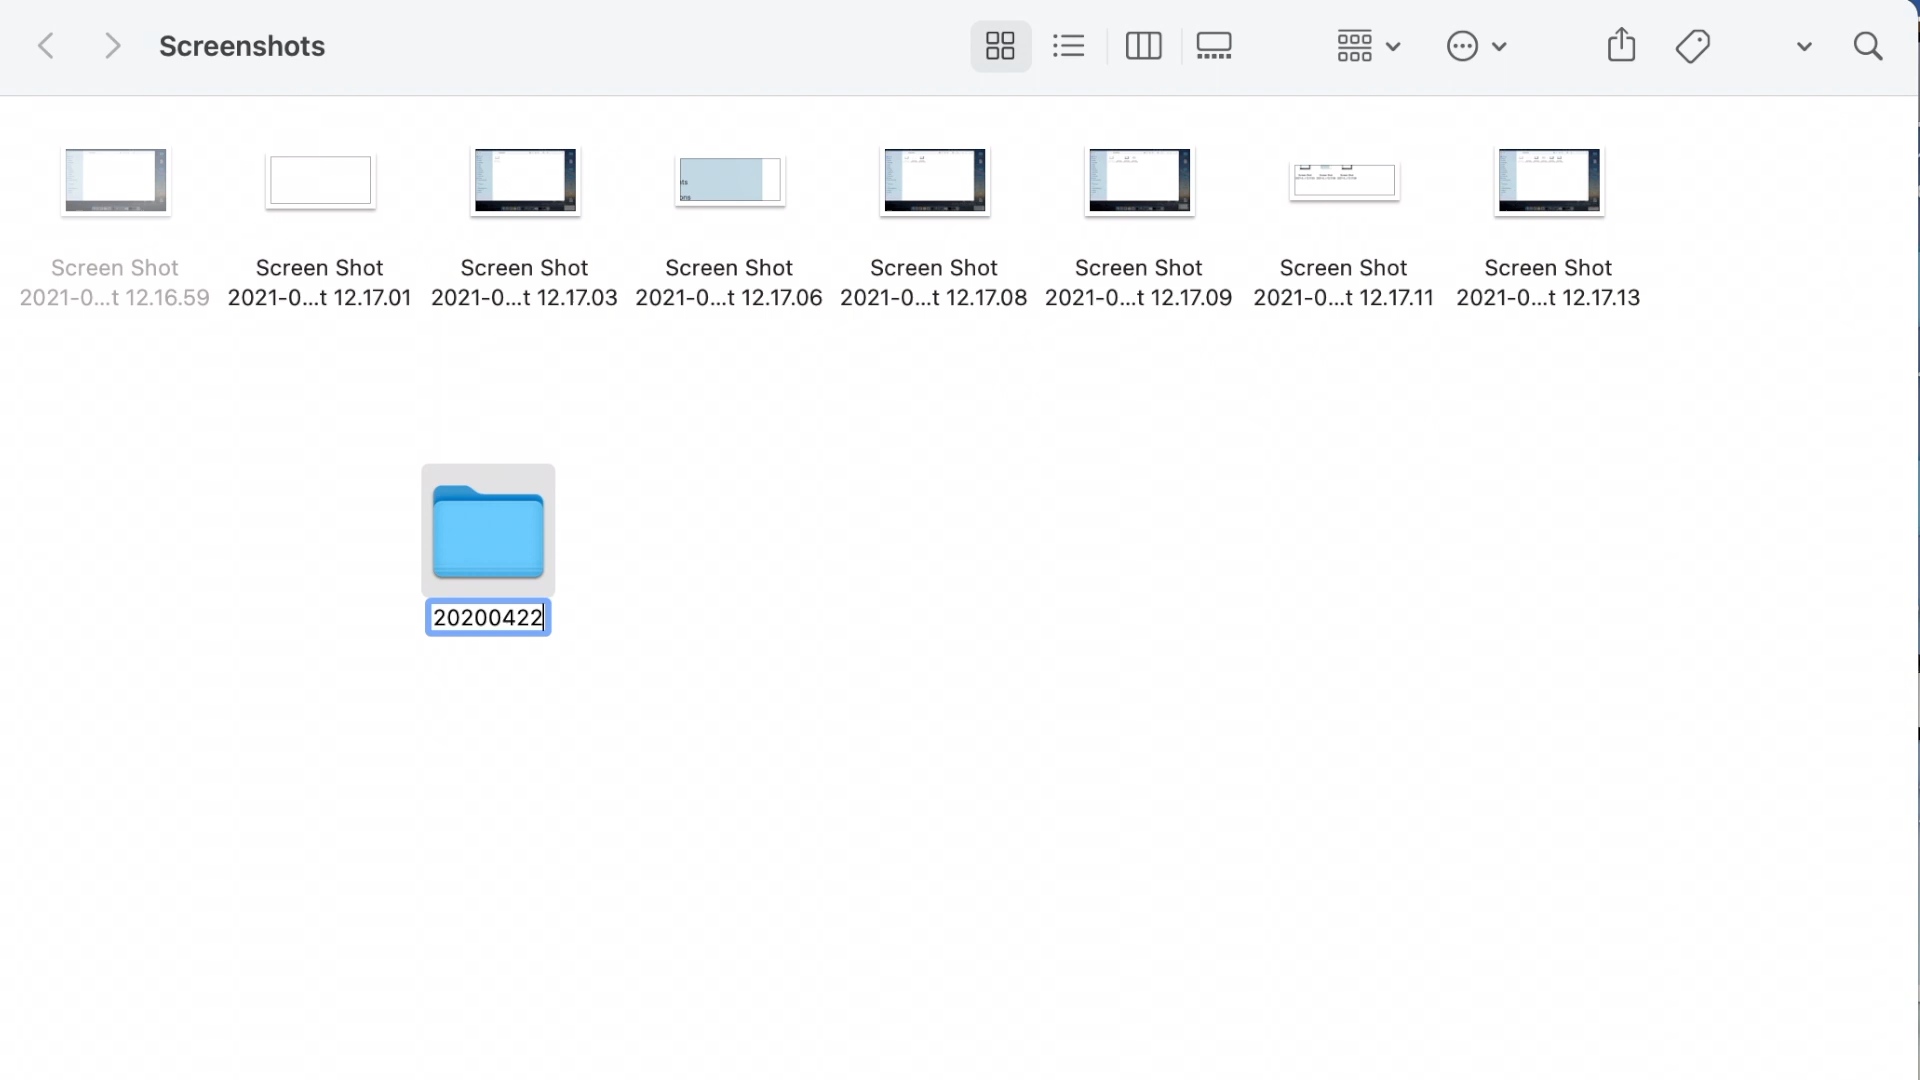 Screenshots
Screen Shot
2021-0...t 12.16.59
Screen Shot
2021-0...t 12.17.01
Screen Shot
2021-0...t 12.17.03
Screen Shot
2021-0...t 12.17.06
Screen Shot
2021-0...t 12.17.08
Screen Shot
2021-0...t 12.17.09
Screen Shot
2021-0...t 12.17.11
Screen Shot
2021-0...t 12.17.13
20200422